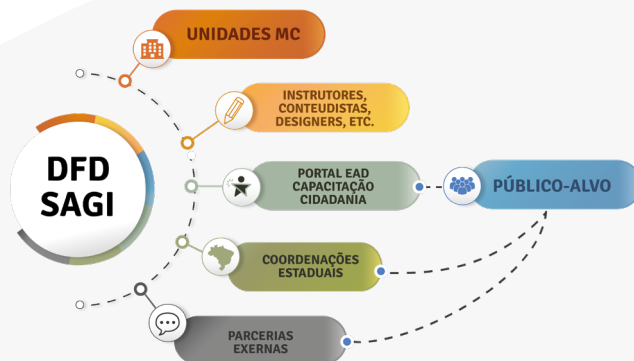 UNIDADES MC
INSTRUTORES,
CONTEUDISTAS,
DESIGNERS, ETC.
DFD
SAGI
PORTAL EAD
CAPACITAÇÃO
CIDADANIA
PÚBLICO-ALVO
COORDENAÇÕES
ESTADUAIS
PARCERIAS
EXERNAS